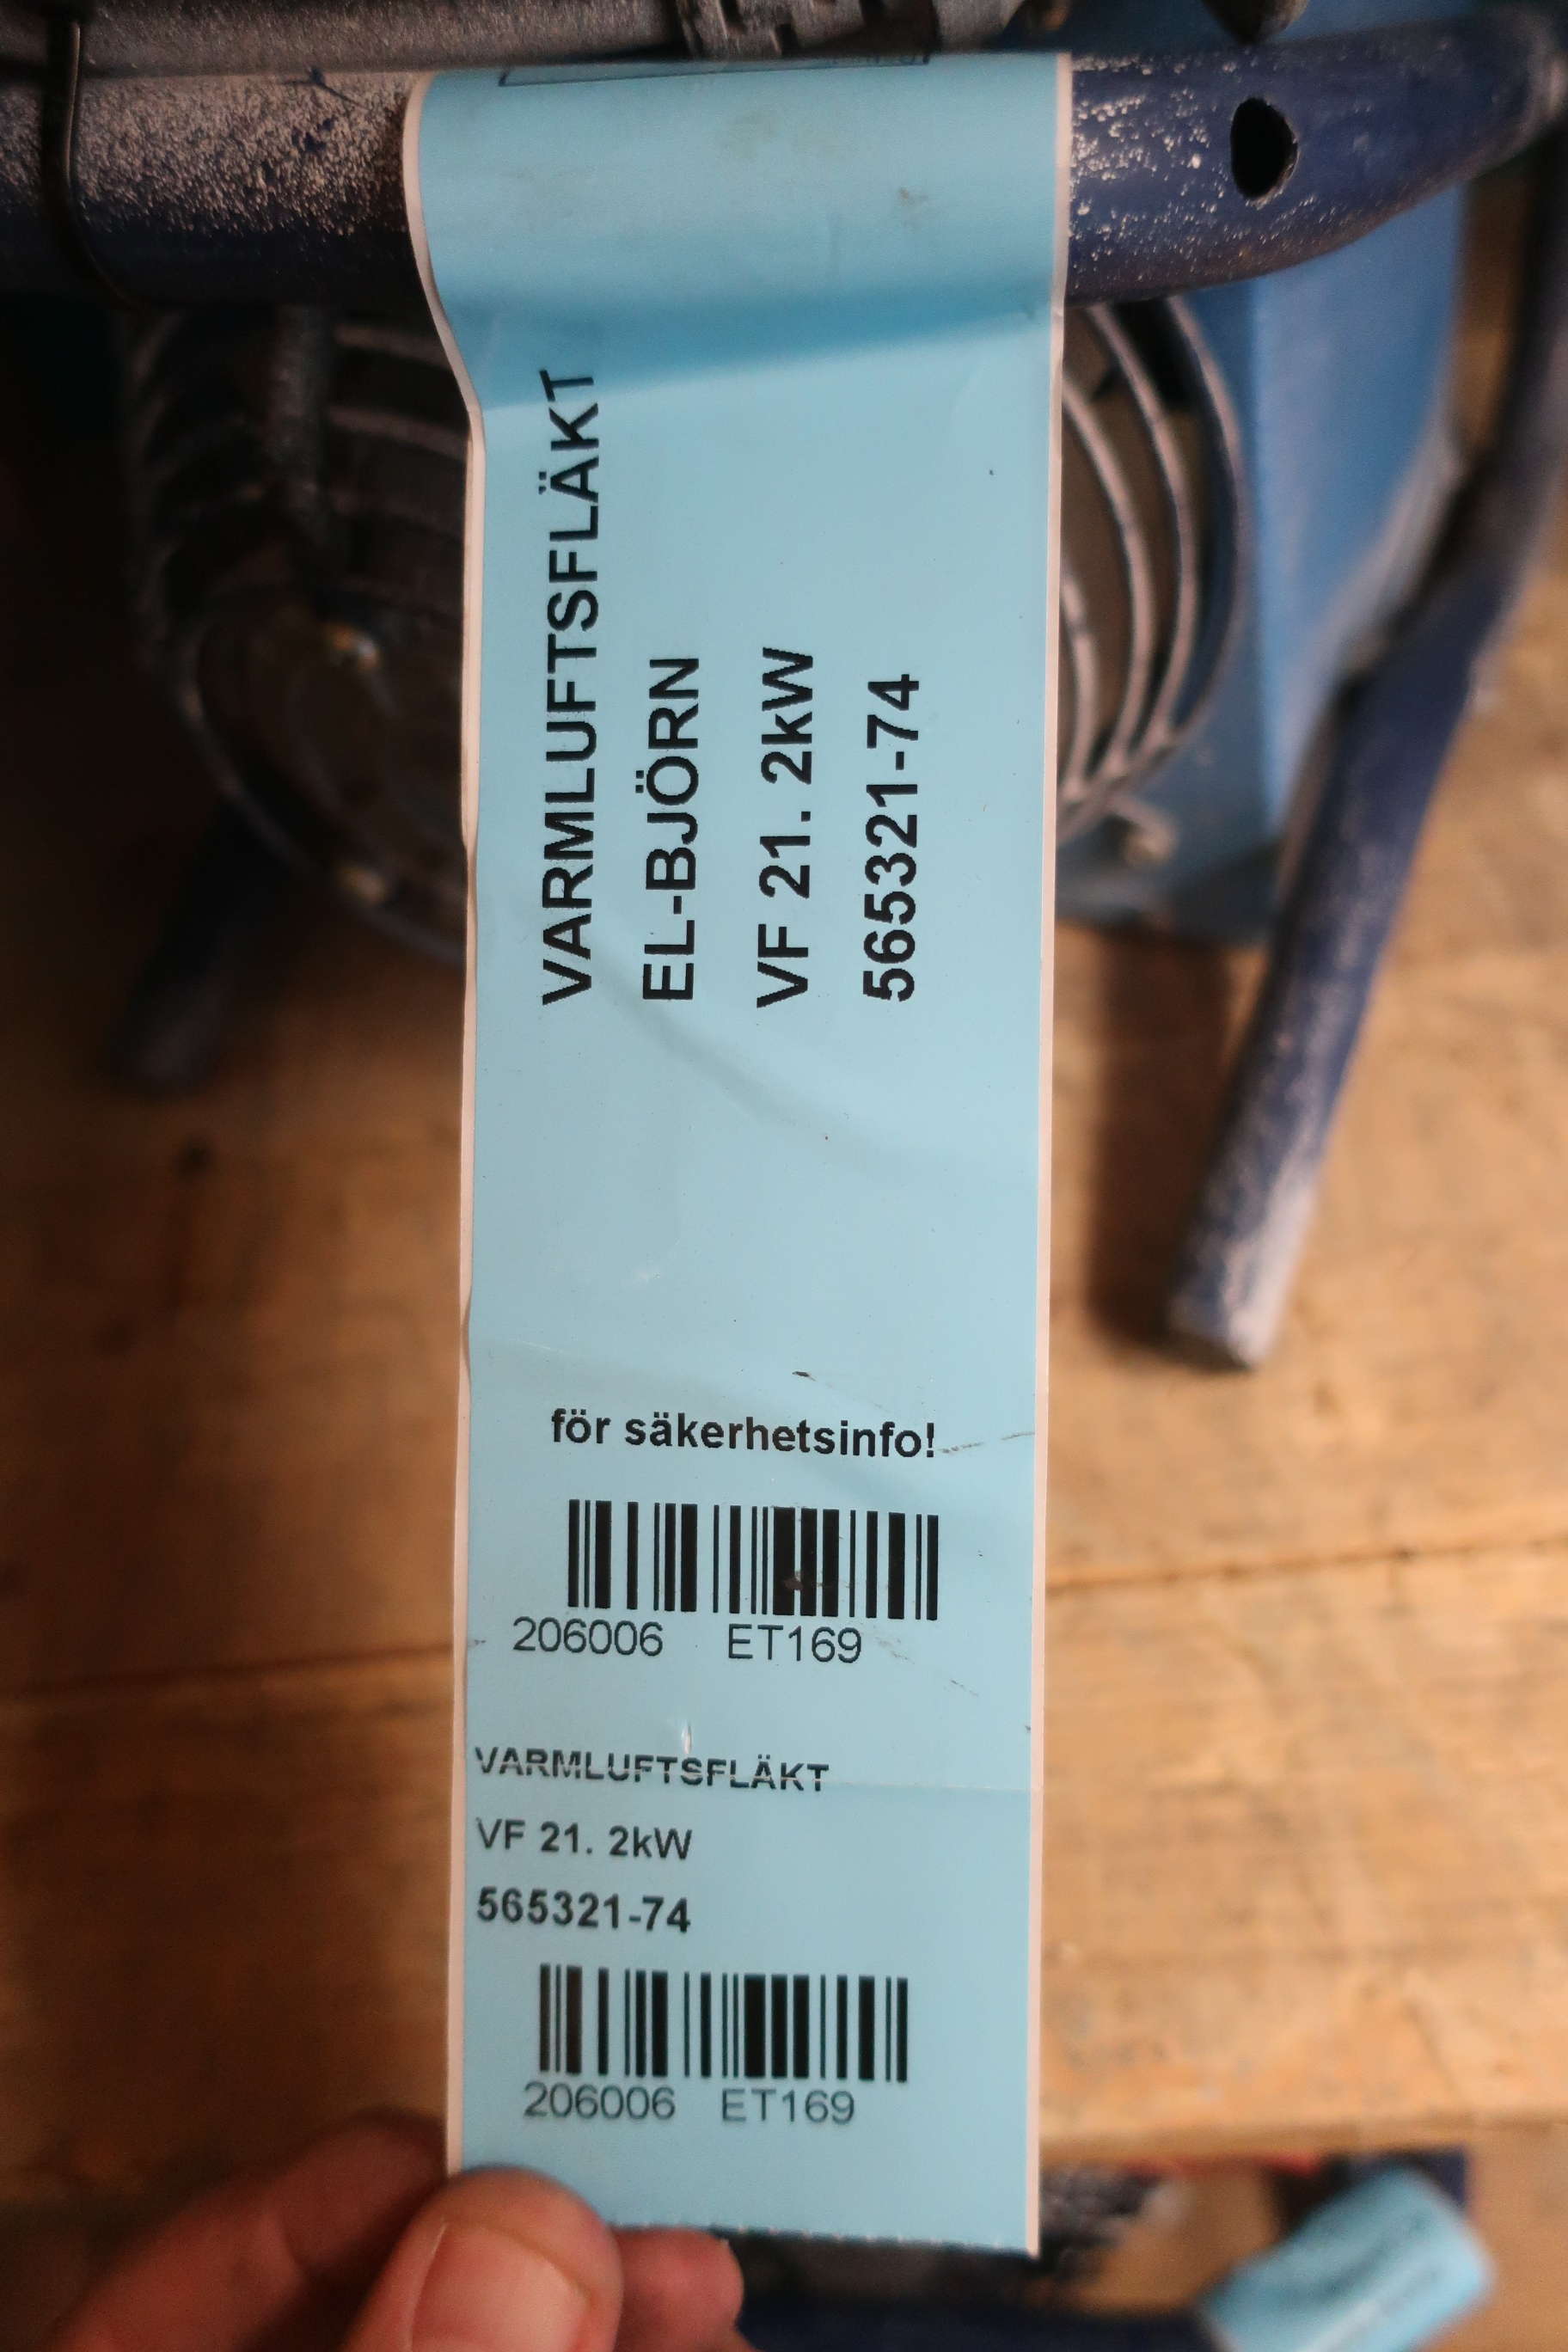 VARMLUFTSFLÄKT
EL-BJÖRN
VF 21. 2kW
565321-74
för säkerhetsinfo!
206006 ET169
VARMLUFTSFLÄKT
VF 21. 2kW
565321-74
206006 ET169